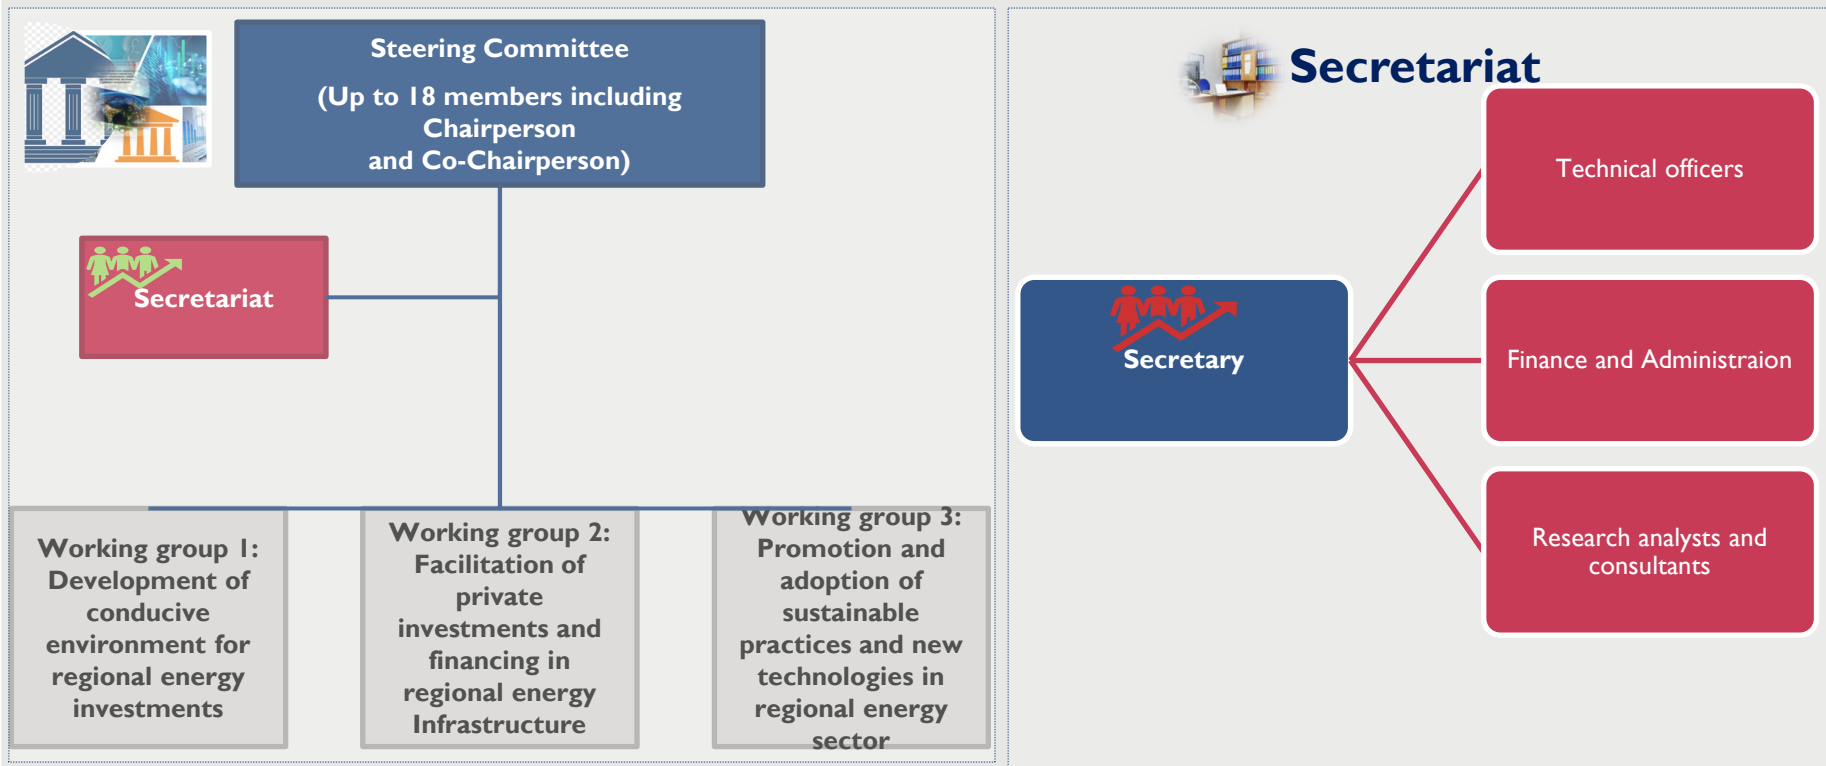 Steering Committee
(Up to 18 members including
Chairperson
and Co-Chairperson)
Secretariat
Working group 1:
Development of
conducive
environment for
regional energy
investments
Working group 2:
Facilitation of
private
investments and
financing in
regional energy
Infrastructure
Working group 3:
Promotion and
adoption of
sustainable
practices and new
technologies in
regional energy
sector
Secretariat
Secretary
Technical officers
Finance and Administraion
Research analysts and
consultants